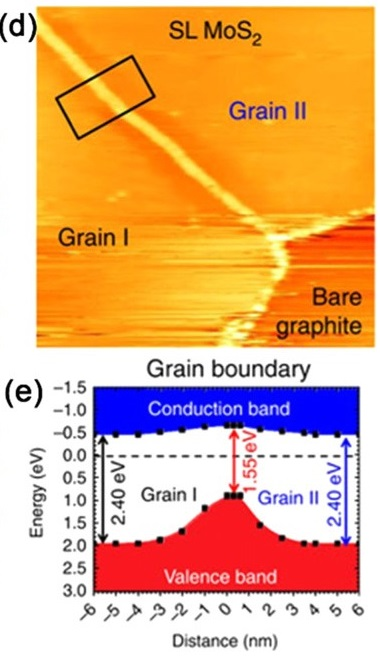 (d)
SL MoS₂
Grain II
Grain I
Bare
graphite
Grain boundary
(e)
Conduction band
Energy (eV)
-1.5
-1.0
-0.5
0.0
0.5
1.0
1.5
2.0
2.5
3.0
2.40 eV
Grain I
1.55 eV
Grain II
2.40 eV
Valence band
-6 -5 -4 -3 -2 -1 0 1 2 3 4 5 6
Distance (nm)